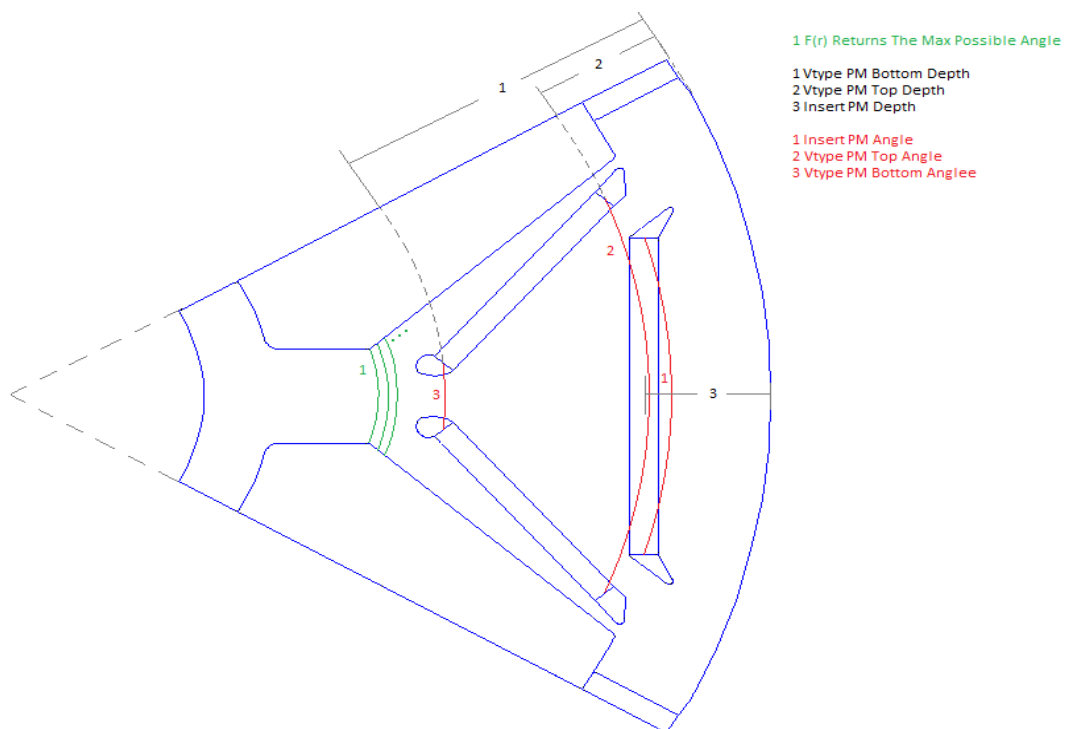 1 F(r) Returns The Max Possible Angle
1 Vtype PM Bottom Depth
2 Vtype PM Top Depth
3 Insert PM Depth
1 Insert PM Angle
2 Vtype PM Top Angle
3 Vtype PM Bottom Anglee
2
1
2
1
1
3
3